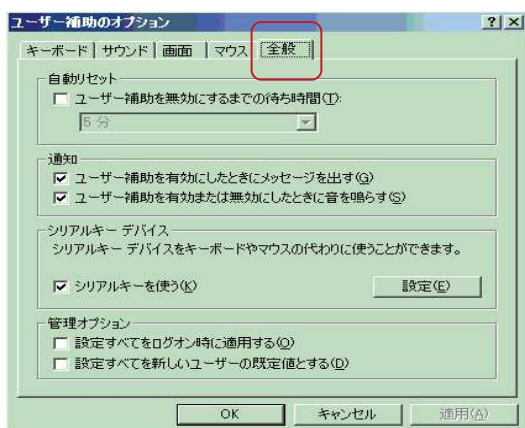 ユーザー補助のオプション
キーボード サウンド 画面 マウス 全般
自動リセット
ユーザー補助を無効にするまでの待ち時間(T):
5 分
通知
ユーザー補助を有効にしたときにメッセージを出す(G)
ユーザー補助を有効または無効にしたときに音を鳴らす(S)
シリアルキー デバイス
シリアルキー デバイスをキーボードやマウスの代わりに使うことができます。
シリアルキーを使う(K) 設定(E)
管理オプション
設定すべてをログオン時に適用する(O)
設定すべてを新しいユーザーの既定値とする(D)
OK キャンセル 適用(A)